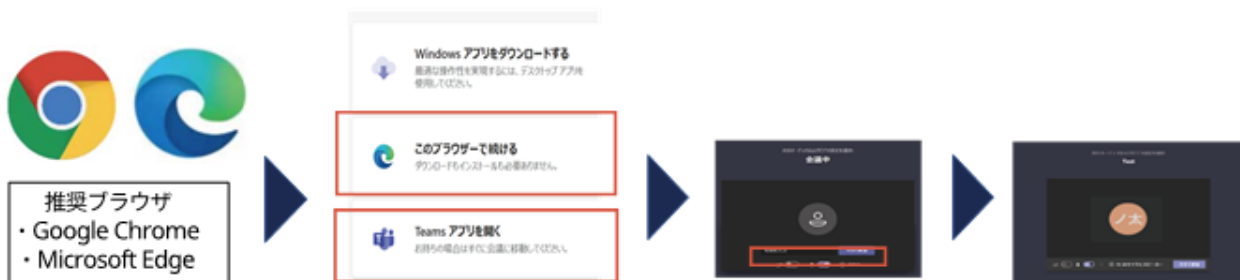 推奨ブラウザ
・Google Chrome
・Microsoft Edge
Windows アプリをダウンロードする
最適な操作性を実現するには、デスクトップ アプリを
使用してください。
このブラウザーで続ける
ダウンロードもインストールも必要ありません。
Teams アプリを開く
お持ちの場合はすぐに会議に移動してください。
会議中
Test
ノ太